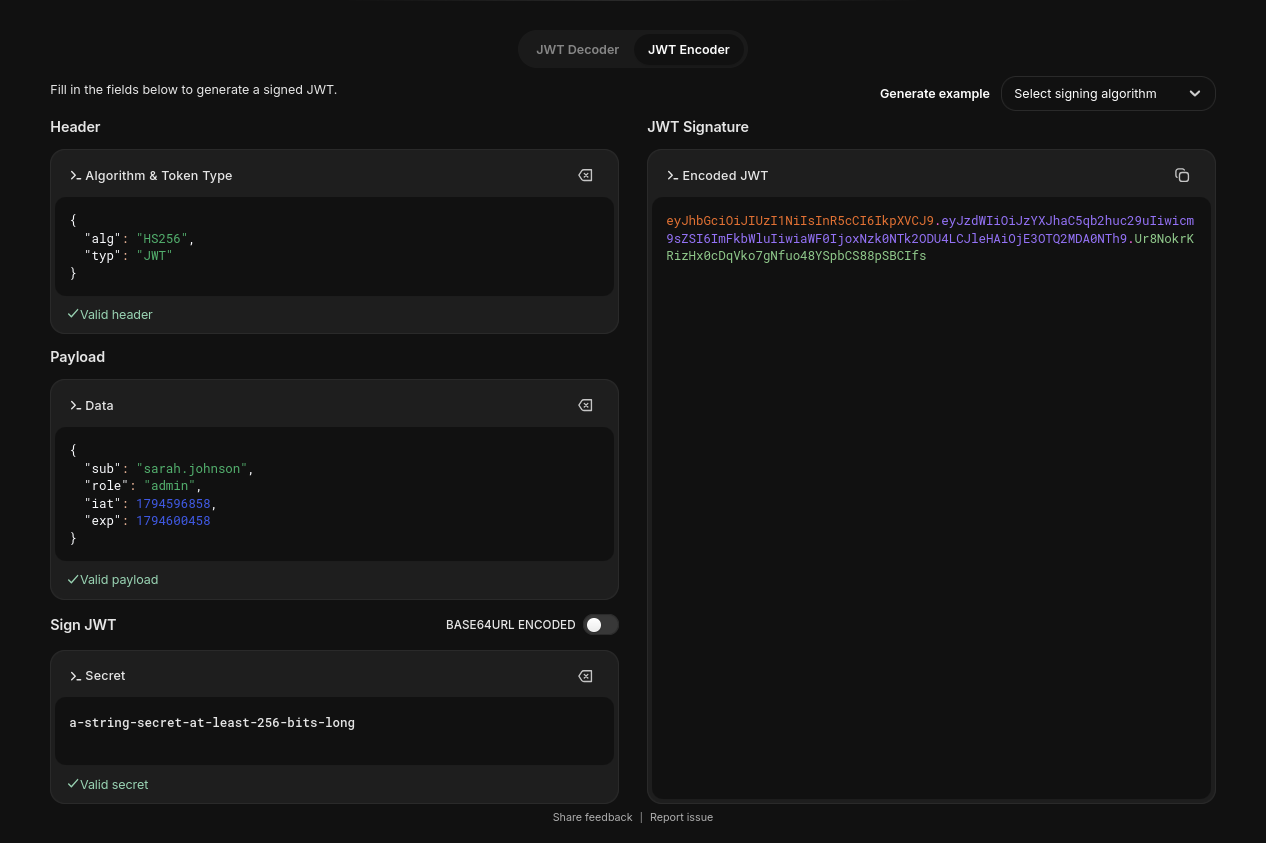 JWT Decoder
JWT Encoder
Fill in the fields below to generate a signed JWT.
Generate example
Select signing algorithm
Header
Algorithm & Token Type
{
"alg": "HS256",
"typ": "JWT"
}
Valid header
Payload
Data
{
"sub": "sarah.johnson",
"role": "admin",
"iat": 1794596858,
"exp": 1794600458
}
Valid payload
Sign JWT
BASE64URL ENCODED
Secret
a-string-secret-at-least-256-bits-long
Valid secret
JWT Signature
Encoded JWT
eyJhbGciOiJIUzI1NiIsInR5cCI6IkpXVCJ9.eyJzdWIiOiJzYXJhaC5qb2huc29uIiwicm
9sZSI6ImFkbWluIiwiaWF0IjoxNzk0NTk2ODU4LCJleHAiOjE3OTQ2MDA0NTh9.Ur8NokrK
RizHx0cDqVko7gNfuo48YSpbCS88pSBCIfs
Share feedback | Report issue